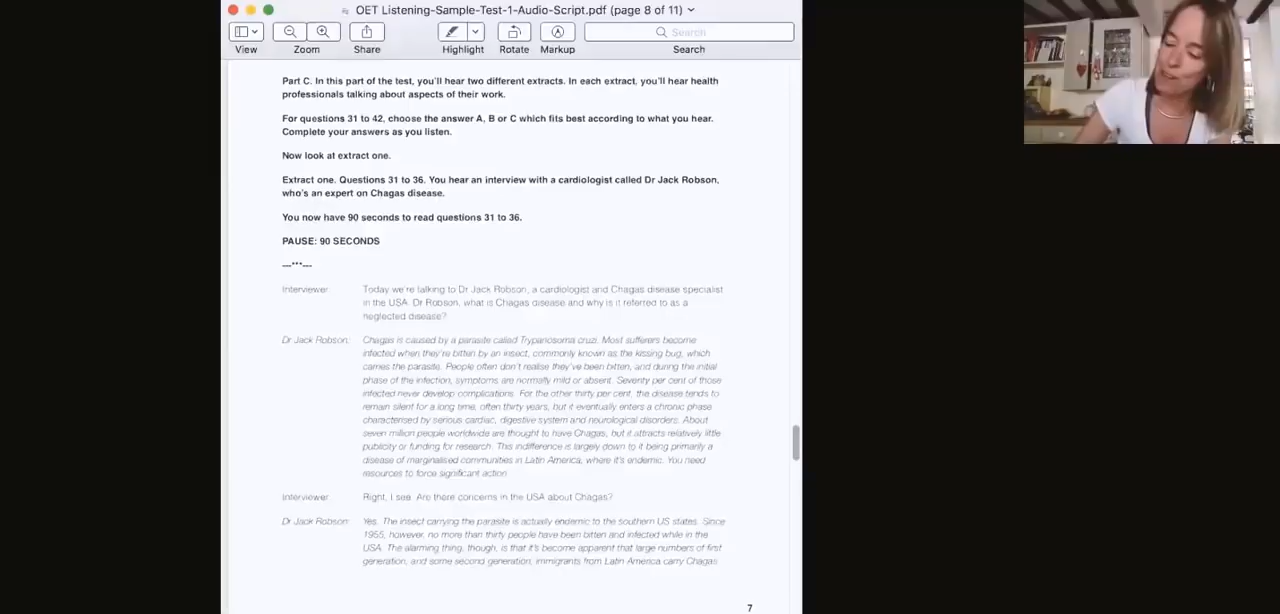 OET Listening-Sample-Test-1-Audio-Script.pdf (page 8 of 11)
View
Zoom
Share
Highlight
Rotate
Markup
Search
Search
Part C. In this part of the test, you'll hear two different extracts. In each extract, you'll hear health
professionals talking about aspects of their work.
For questions 31 to 42, choose the answer A, B or C which fits best according to what you hear.
Complete your answers as you listen.
Now look at extract one.
Extract one. Questions 31 to 36. You hear an interview with a cardiologist called Dr Jack Robson,
who's an expert on Chagas disease.
You now have 90 seconds to read questions 31 to 36.
PAUSE: 90 SECONDS
---***---
Interviewer: Today we're talking to Dr Jack Robson, a cardiologist and Chagas disease specialist
in the USA. Dr Robson, what is Chagas disease and why is it referred to as a
neglected disease?
Dr Jack Robson: Chagas is caused by a parasite called Trypanosoma cruzi. Most sufferers become
infected when they're bitten by an insect, commonly known as the kissing bug, which
carries the parasite. People often don't realise they've been bitten, and during the initial
phase of the infection, symptoms are normally mild or absent. Seventy per cent of those
infected never develop complications. For the other thirty per cent, the disease tends to
remain silent for a long time, often thirty years, but it eventually enters a chronic phase
characterised by serious cardiac, digestive system and neurological disorders. About
seven million people worldwide are thought to have Chagas, but it attracts relatively little
publicity or funding for research. This indifference is largely down to it being primarily a
disease of marginalised communities in Latin America, where it's endemic. You need
resources to force significant action.
Interviewer: Right, I see. Are there concerns in the USA about Chagas?
Dr Jack Robson: Yes. The insect carrying the parasite is actually endemic to the southern US states. Since
1955, however, no more than thirty people have been bitten and infected while in the
USA. The alarming thing, though, is that it's become apparent that large numbers of first
generation, and some second generation, immigrants from Latin America carry Chagas.
7